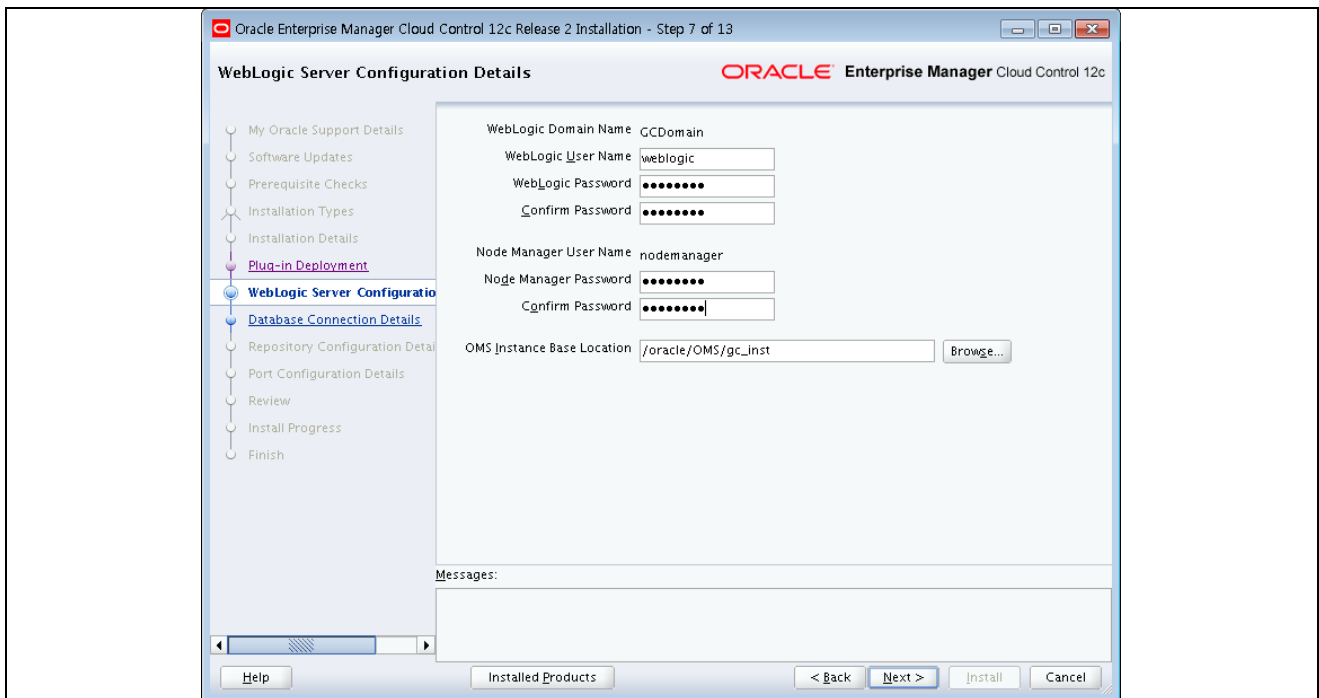 Oracle Enterprise Manager Cloud Control 12c Release 2 Installation - Step 7 of 13
WebLogic Server Configuration Details
ORACLE Enterprise Manager Cloud Control 12c
My Oracle Support Details
Software Updates
Prerequisite Checks
Installation Types
Installation Details
Plug-in Deployment
WebLogic Server Configuratio
Database Connection Details
Repository Configuration Detai
Port Configuration Details
Review
Install Progress
Finish
WebLogic Domain Name GCDomain
WebLogic User Name weblogic
WebLogic Password ●●●●●●●●
Confirm Password ●●●●●●●●
Node Manager User Name nodemanager
Node Manager Password ●●●●●●●●
Confirm Password ●●●●●●●●
OMS Instance Base Location /oracle/OMS/gc_inst Browse...
Messages:
Help Installed Products < Back Next > Install Cancel